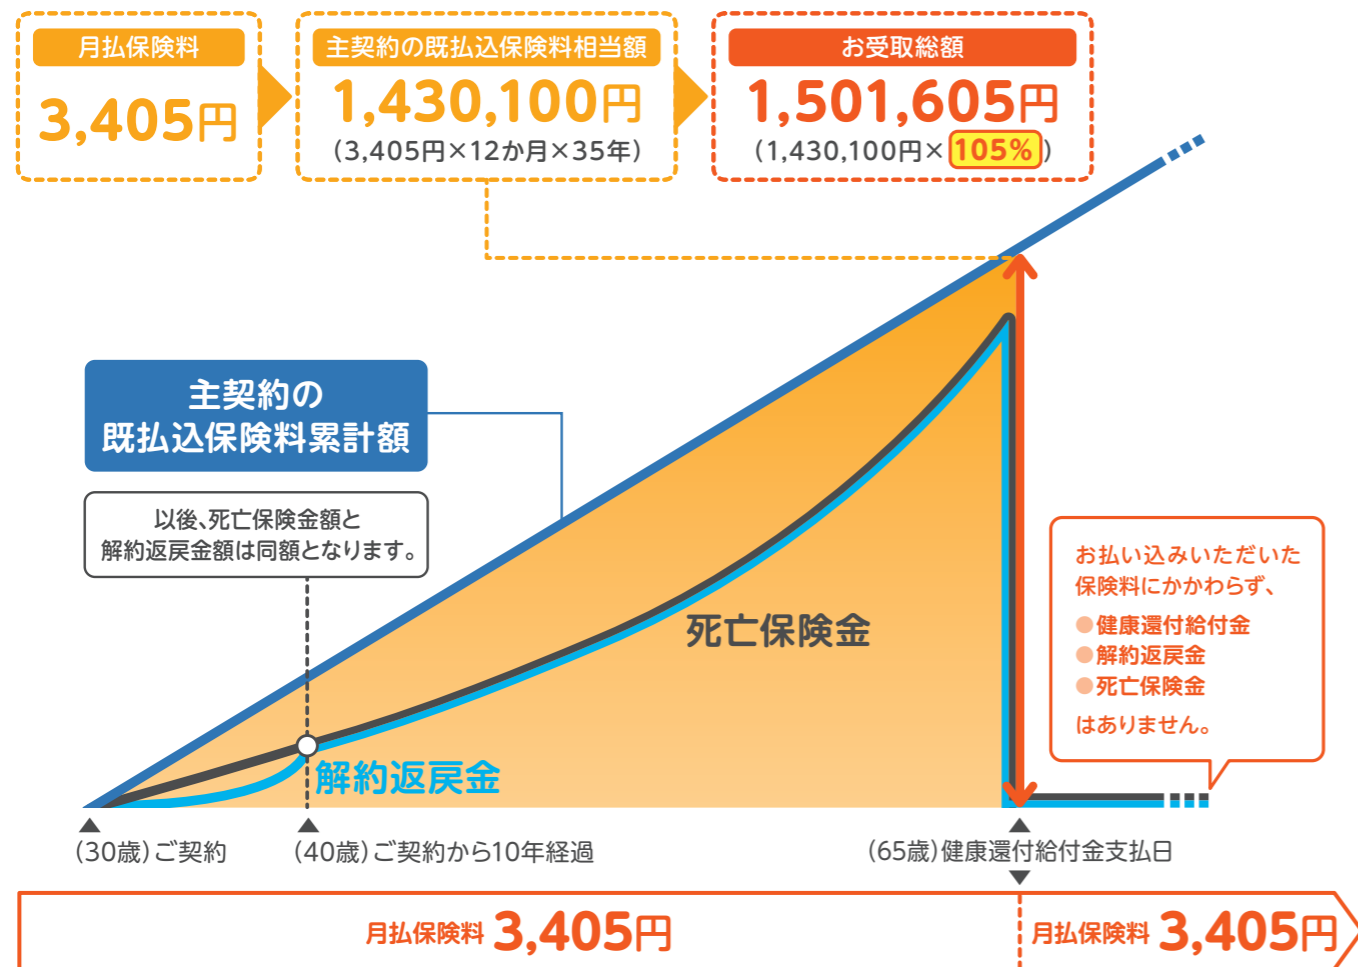 月払保険料
3,405円
主契約の既払込保険料相当額
1,430,100円
(3,405円×12か月×35年)
お受取総額
1,501,605円
(1,430,100円×105%)
主契約の
既払込保険料累計額
以後、死亡保険金額と
解約返戻金額は同額となります。
死亡保険金
解約返戻金
お払い込みいただいた
保険料にかかわらず、
●健康還付給付金
●解約返戻金
●死亡保険金
はありません。
(30歳)ご契約
(40歳)ご契約から10年経過
(65歳)健康還付給付金支払日
月払保険料 3,405円
月払保険料 3,405円